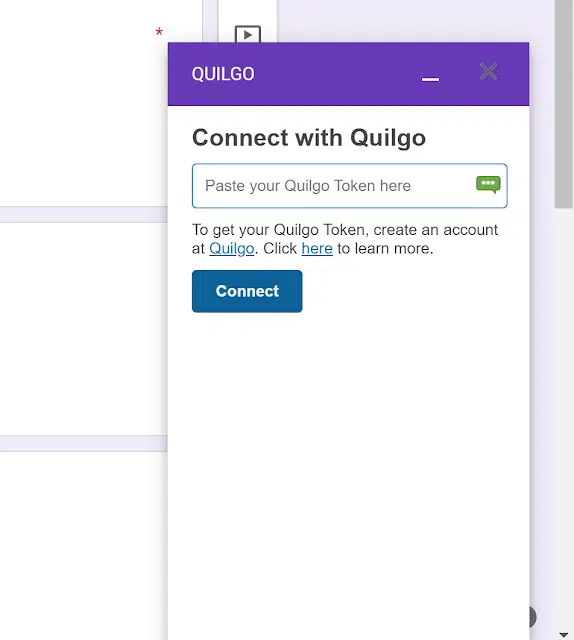 *
QUILGO
Connect with Quilgo
Paste your Quilgo Token here
To get your Quilgo Token, create an account
at Quilgo. Click here to learn more.
Connect